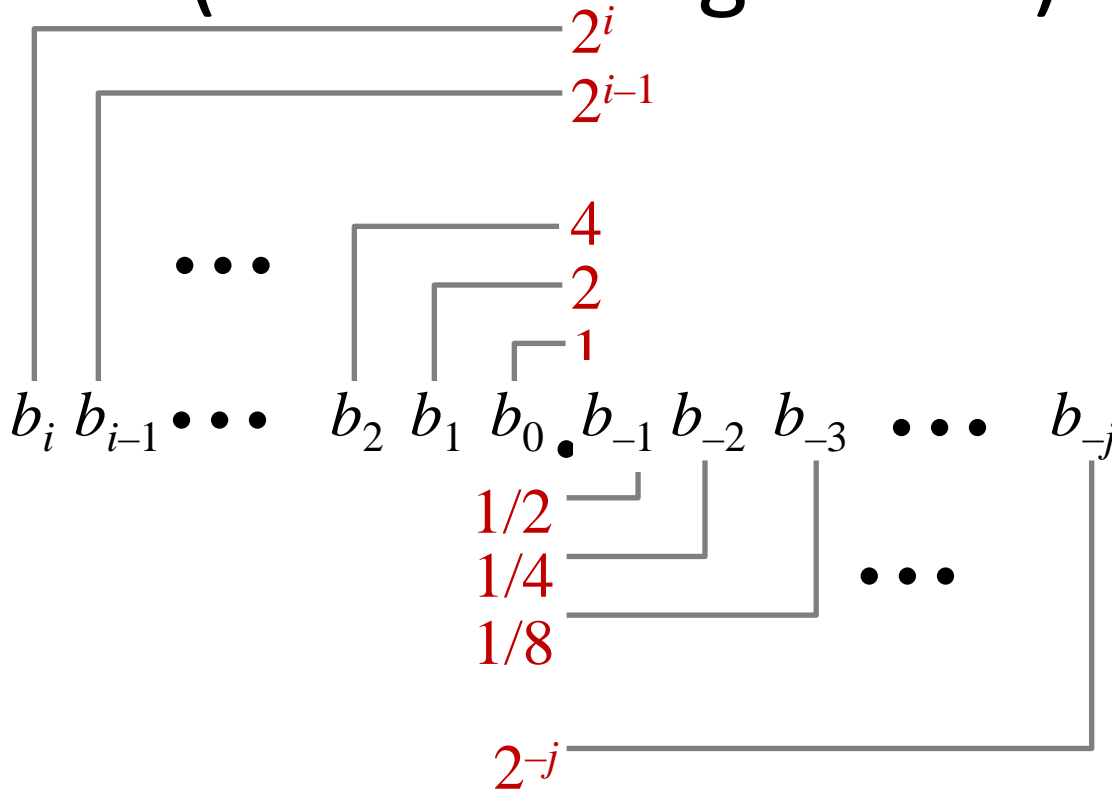 2^i
2^{i–1}
4
2
1
b_i b_{i–1} ••• b_2 b_1 b_0 . b_{–1} b_{–2} b_{–3} ••• b_{–j}
1/2
1/4
1/8
2^{–j}